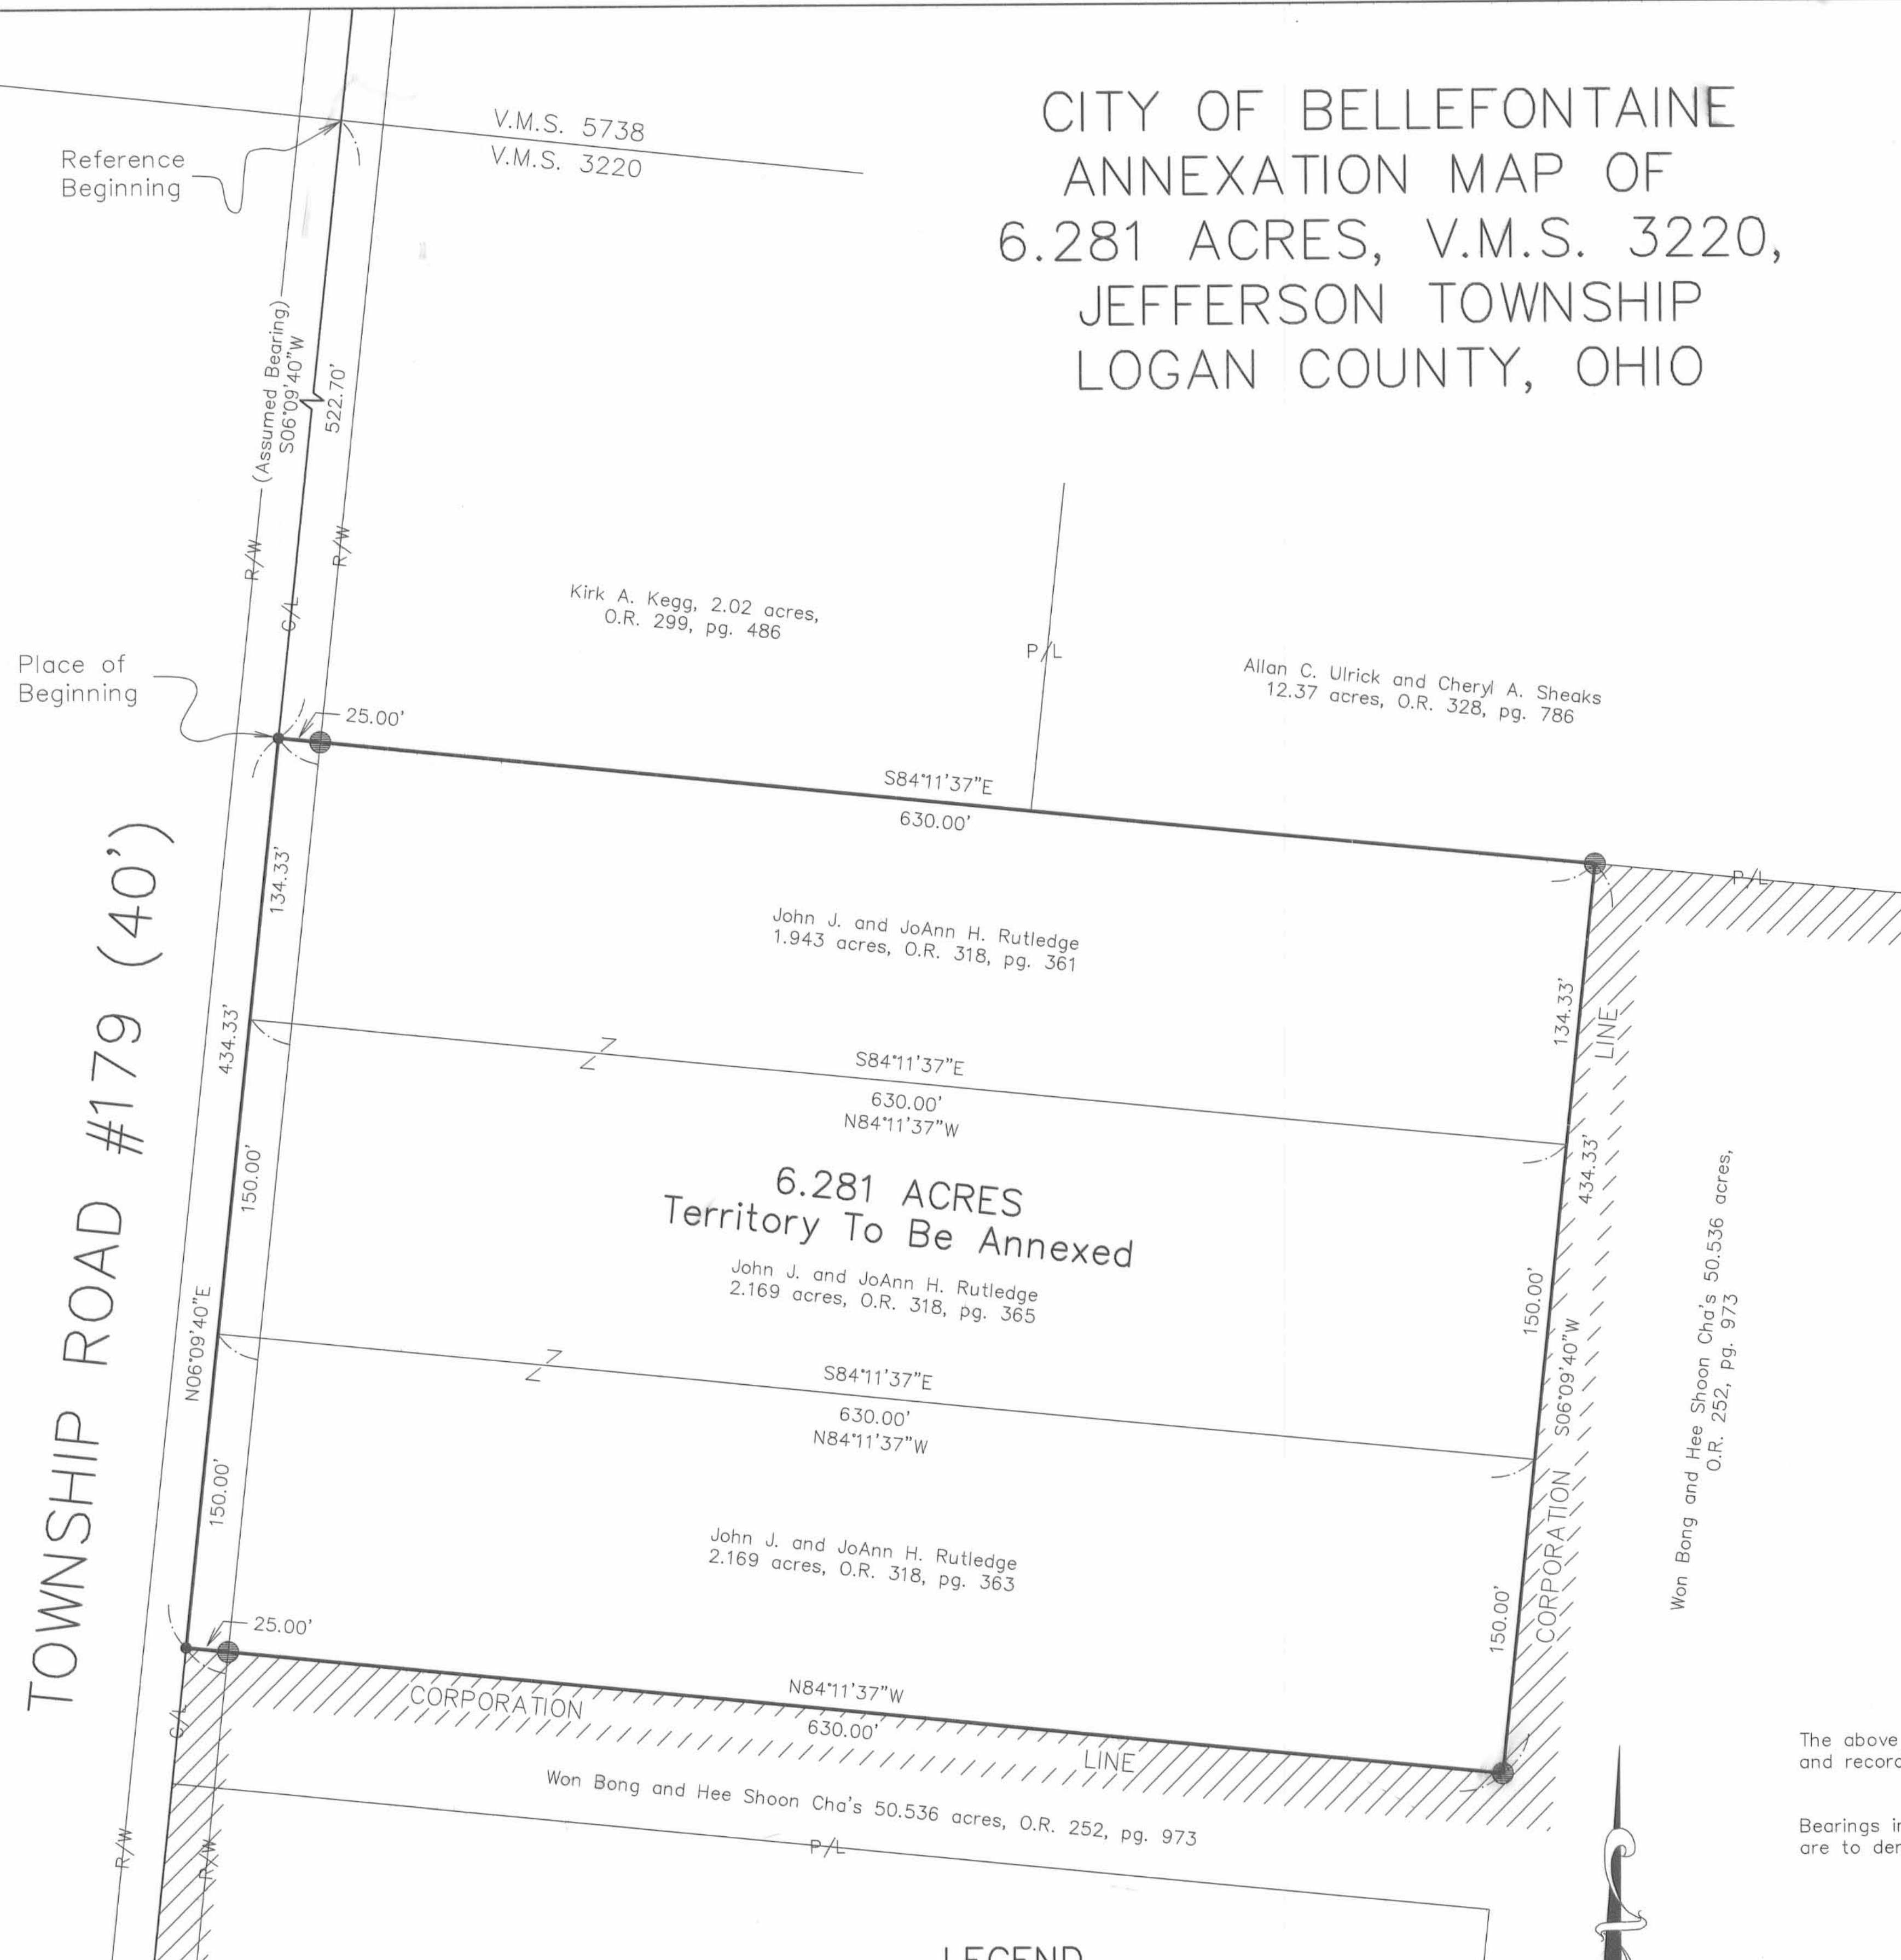 CITY OF BELLEFONTAINE
ANNEXATION MAP OF
6.281 ACRES, V.M.S. 3220,
JEFFERSON TOWNSHIP
LOGAN COUNTY, OHIO
V.M.S. 5738
V.M.S. 3220
Reference
Beginning
(Assumed Bearing)
S06°09'40"W
522.70'
R/W
R/W
C/L
Kirk A. Kegg, 2.02 acres,
O.R. 299, pg. 486
P/L
Allan C. Ulrick and Cheryl A. Sheaks
12.37 acres, O.R. 328, pg. 786
Place of
Beginning
25.00'
S84°11'37"E
630.00'
P/L
134.33'
John J. and JoAnn H. Rutledge
1.943 acres, O.R. 318, pg. 361
134.33'
LINE
TOWNSHIP ROAD #179 (40')
434.33'
S84°11'37"E
630.00'
N84°11'37"W
150.00'
6.281 ACRES
Territory To Be Annexed
434.33'
John J. and JoAnn H. Rutledge
2.169 acres, O.R. 318, pg. 365
150.00'
N06°09'40"E
S06°09'40"W
Won Bong and Hee Shoon Cha's 50.536 acres,
O.R. 252, pg. 973
S84°11'37"E
630.00'
N84°11'37"W
150.00'
John J. and JoAnn H. Rutledge
2.169 acres, O.R. 318, pg. 363
150.00'
CORPORATION
25.00'
N84°11'37"W
630.00'
CORPORATION
LINE
C/L
Won Bong and Hee Shoon Cha's 50.536 acres, O.R. 252, pg. 973
P/L
R/W
R/W
The above
and recor
Bearings i
are to de
LEGEND